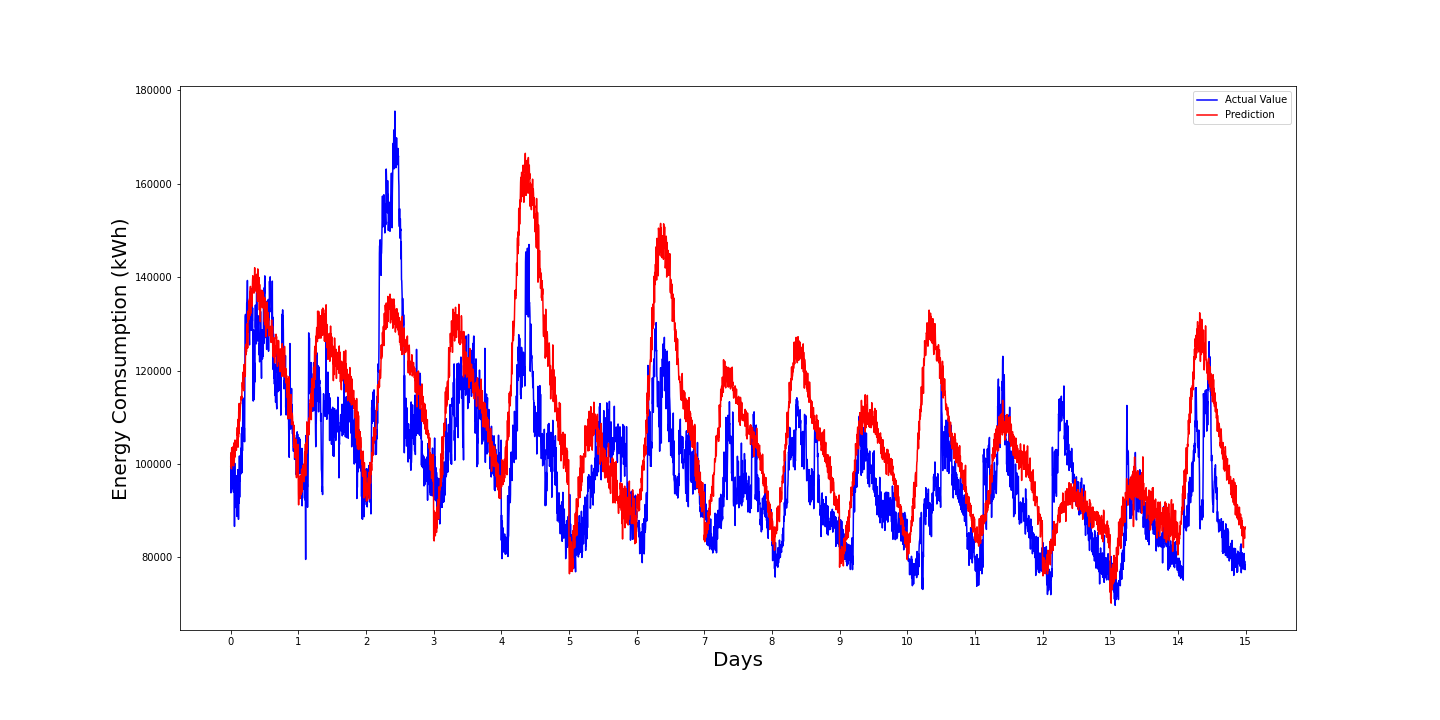 180000
160000
140000
120000
100000
80000
Energy Comsumption (kWh)
Actual Value
Prediction
0 1 2 3 4 5 6 7 8 9 10 11 12 13 14 15
Days